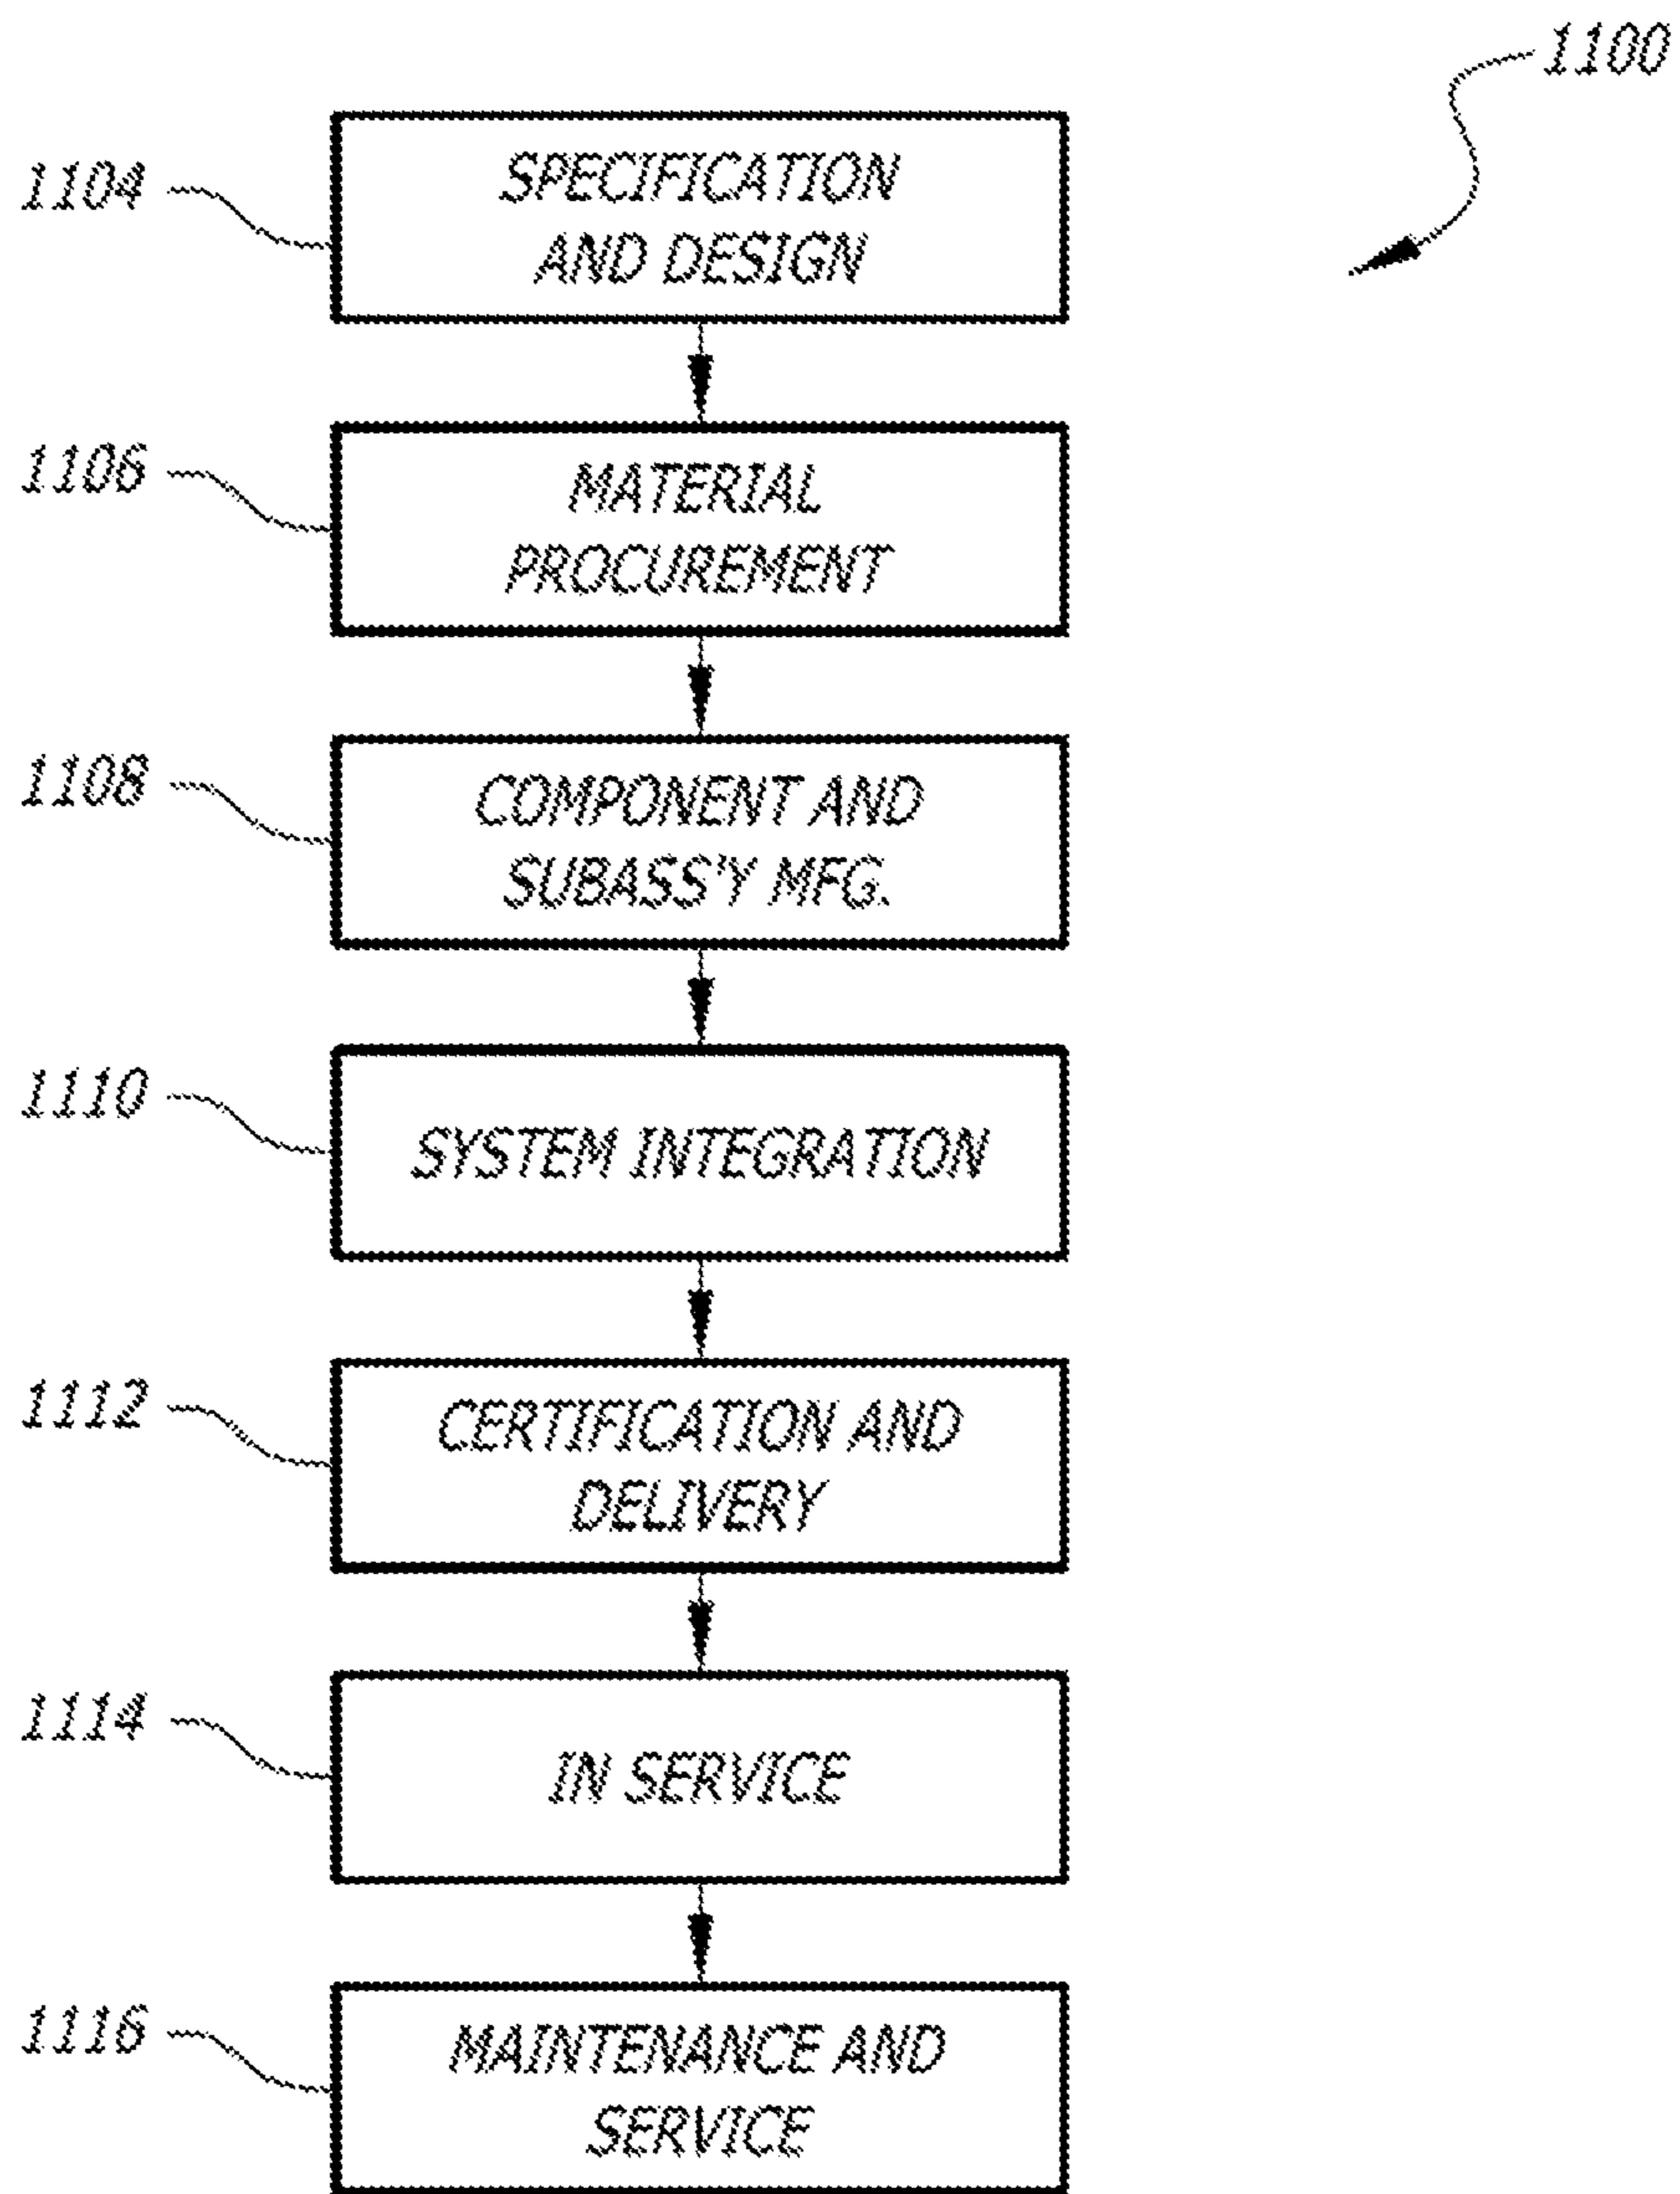 1100
1104
SPECIFICATION
AND DESIGN
1106
MATERIAL
PROCUREMENT
1108
COMPONENT AND
SUBASS'Y MFG.
1110
SYSTEM INTEGRATION
1112
CERTIFICATION AND
DELIVERY
1114
IN SERVICE
1116
MAINTENANCE AND
SERVICE